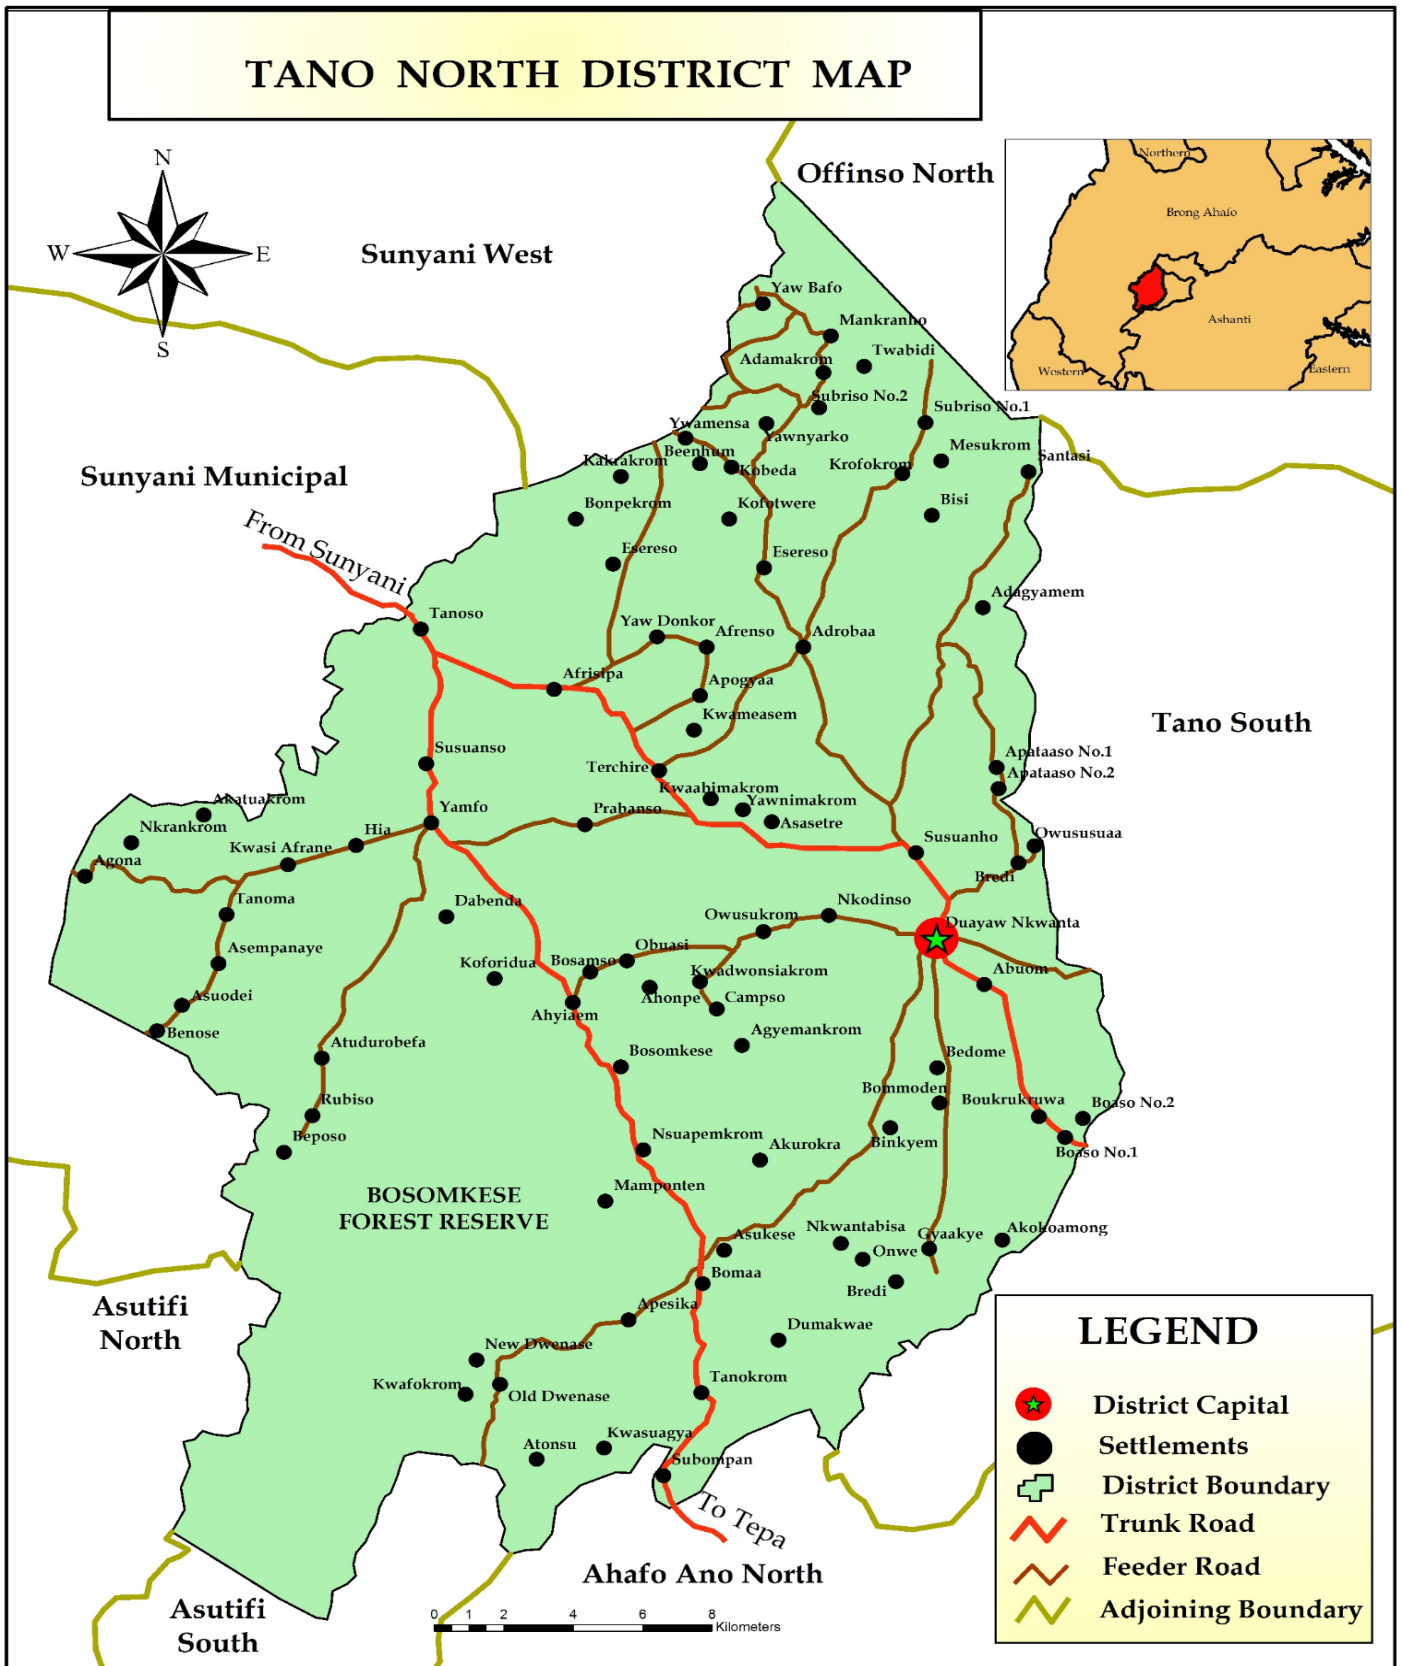 TANO NORTH DISTRICT MAP
N
W
E
S
Offinso North
Sunyani West
Northern
Brong Ahafo
Ashanti
Western
Eastern
Yaw Bafo
Mankranho
Twabidi
Adamakrom
Subriso No.2
Subriso No.1
Ywamensa
Yawnyarko
Mesukrom
Beenhum
Santasi
Kakrakrom
Kobeda
Krofokrom
Sunyani Municipal
Bonpekrom
Kofotwere
Bisi
From Sunyani
Esereso
Esereso
Adagyamem
Tanoso
Yaw Donkor
Afrenso
Adrobaa
Afrisipa
Apogyaa
Kwameasem
Tano South
Susuanso
Terchire
Apataaso No.1
Apataaso No.2
Kwaabimakrom
Akatuakrom
Yamfo
Prabanso
Yawnimakrom
Asasetre
Nkrankrom
Hia
Owususuaa
Kwasi Afrane
Susuanho
Agona
Bredi
Tanoma
Dabenda
Owusukrom
Nkodinso
Duayaw Nkwanta
Asempanaye
Obuasi
Koforidua
Bosamso
Kwadwonsiakrom
Abuom
Asuodei
Ahonpe
Campso
Ahyiaem
Benose
Atudurobefa
Agyemankrom
Bosomkese
Bedome
Bommoden
Rubiso
Boukrukruwa
Boaso No.2
Beposo
Nsuapemkrom
Akurokra
Binkyem
Boaso No.1
Mamponten
BOSOMKESE
FOREST RESERVE
Asukese
Nkwantabisa
Gyaakye
Akokoamong
Onwe
Bomaa
Bredi
Asutifi
North
Apesika
Dumakwae
New Dwenase
Kwafokrom
Old Dwenase
Tanokrom
Atonsu
Kwasuagya
Subompan
To Tepa
Ahafo Ano North
Asutifi
South
0 1 2 4 6 8
Kilometers
LEGEND
District Capital
Settlements
District Boundary
Trunk Road
Feeder Road
Adjoining Boundary